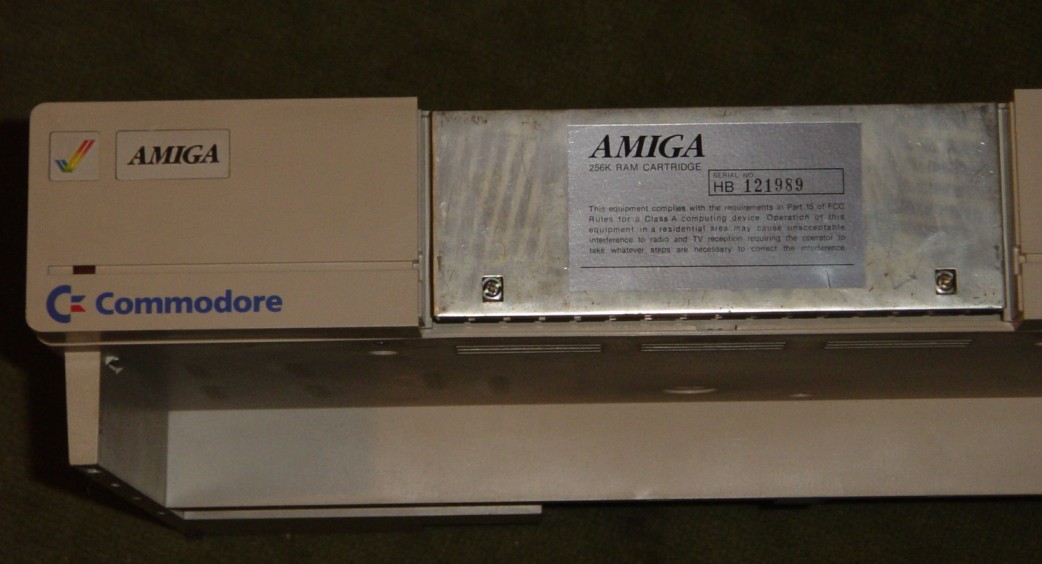 AMIGA
Commodore
AMIGA
256K RAM CARTRIDGE
SERIAL NO.
HB 121989
This equipment complies with the requirements in Part 15 of FCC
Rules for a Class A computing device. Operation of this
equipment in a residential area may cause unacceptable
interference to radio and TV reception requiring the operator to
take whatever steps are necessary to correct the interference